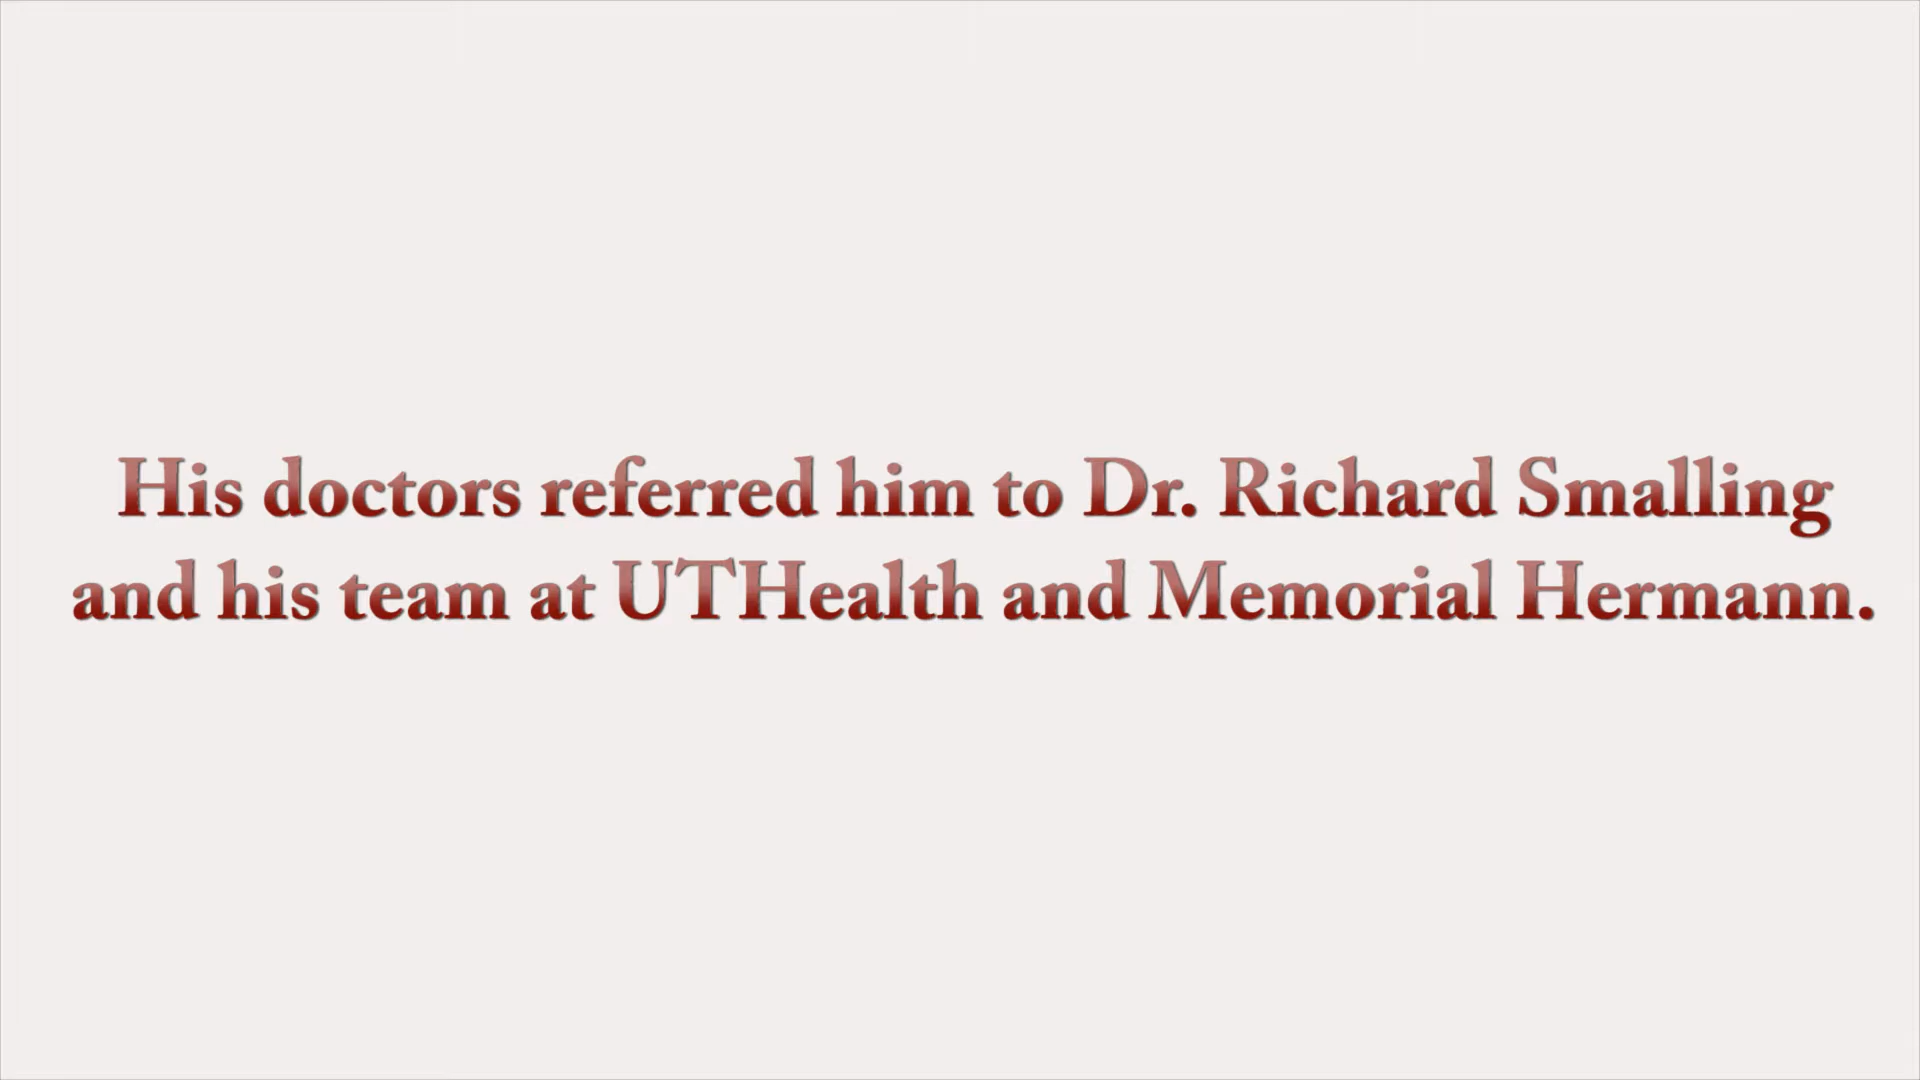 His doctors referred him to Dr. Richard Smalling
and his team at UTHealth and Memorial Hermann.